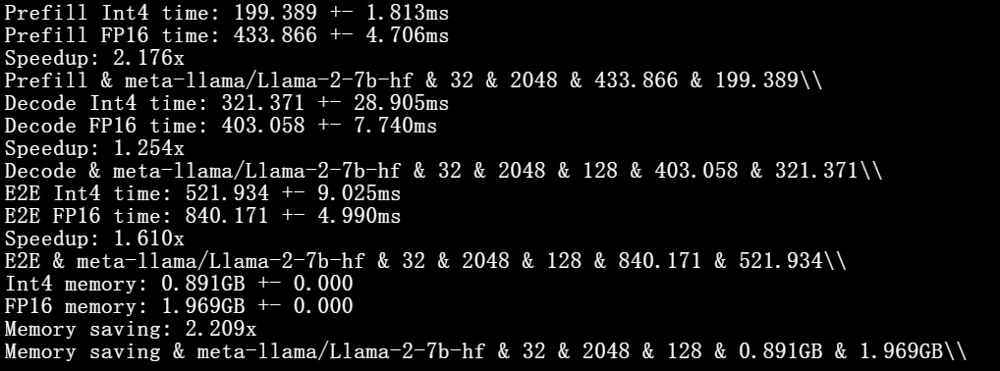 Prefill Int4 time: 199.389 +- 1.813ms
Prefill FP16 time: 433.866 +- 4.706ms
Speedup: 2.176x
Prefill & meta-llama/Llama-2-7b-hf & 32 & 2048 & 433.866 & 199.389\\
Decode Int4 time: 321.371 +- 28.905ms
Decode FP16 time: 403.058 +- 7.740ms
Speedup: 1.254x
Decode & meta-llama/Llama-2-7b-hf & 32 & 2048 & 128 & 403.058 & 321.371\\
E2E Int4 time: 521.934 +- 9.025ms
E2E FP16 time: 840.171 +- 4.990ms
Speedup: 1.610x
E2E & meta-llama/Llama-2-7b-hf & 32 & 2048 & 128 & 840.171 & 521.934\\
Int4 memory: 0.891GB +- 0.000
FP16 memory: 1.969GB +- 0.000
Memory saving: 2.209x
Memory saving & meta-llama/Llama-2-7b-hf & 32 & 2048 & 128 & 0.891GB & 1.969GB\\